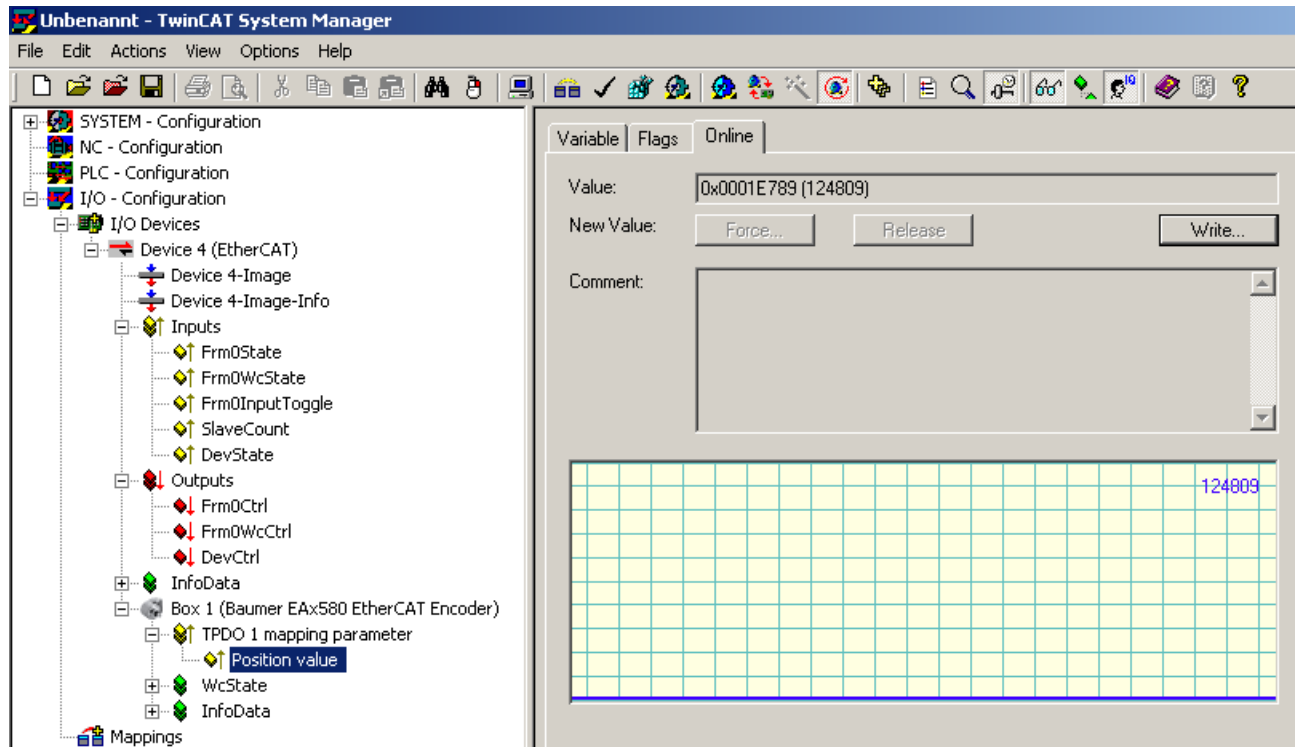 Unbenannt - TwinCAT System Manager
File Edit Actions View Options Help
SYSTEM - Configuration
NC - Configuration
PLC - Configuration
I/O - Configuration
I/O Devices
Device 4 (EtherCAT)
Device 4-Image
Device 4-Image-Info
Inputs
Frm0State
Frm0WcState
Frm0InputToggle
SlaveCount
DevState
Outputs
Frm0Ctrl
Frm0WcCtrl
DevCtrl
InfoData
Box 1 (Baumer EAx580 EtherCAT Encoder)
TPDO 1 mapping parameter
Position value
WcState
InfoData
Mappings
Variable Flags Online
Value: 0x0001E789 (124809)
New Value: Force... Release Write...
Comment:
124809